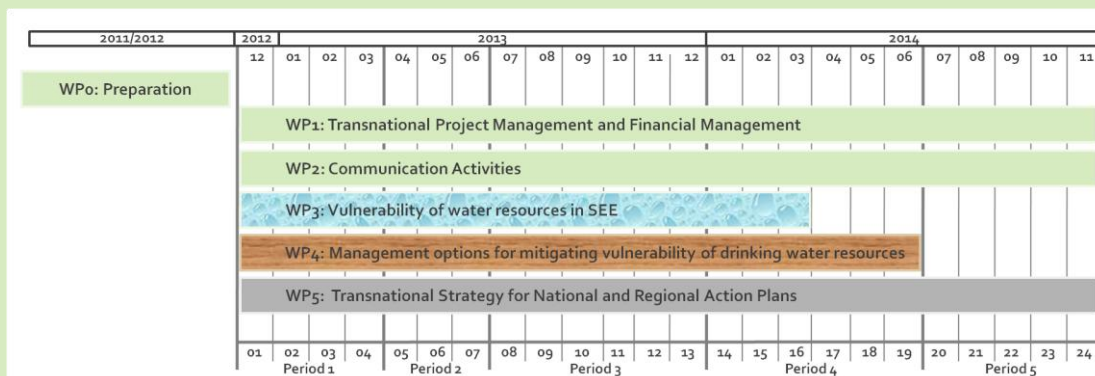 2011/2012 2012 2013 2014
12 01 02 03 04 05 06 07 08 09 10 11 12 01 02 03 04 05 06 07 08 09 10 11
WP0: Preparation
WP1: Transnational Project Management and Financial Management
WP2: Communication Activities
WP3: Vulnerability of water resources in SEE
WP4: Management options for mitigating vulnerability of drinking water resources
WP5: Transnational Strategy for National and Regional Action Plans
01 02 03 04 05 06 07 08 09 10 11 12 13 14 15 16 17 18 19 20 21 22 23 24
Period 1 Period 2 Period 3 Period 4 Period 5